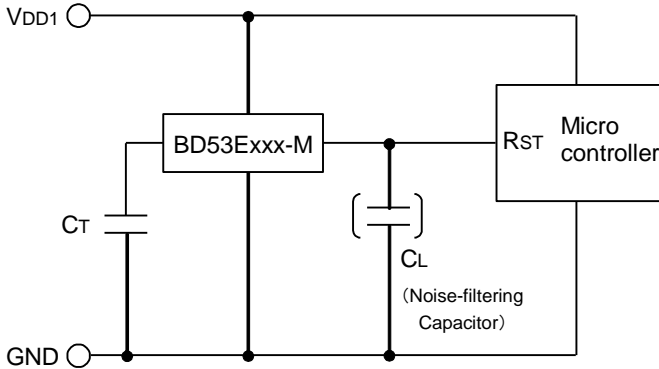 VDD1
BD53Exxx-M
RST
Micro
controller
CT
CL
（Noise-filtering
Capacitor）
GND